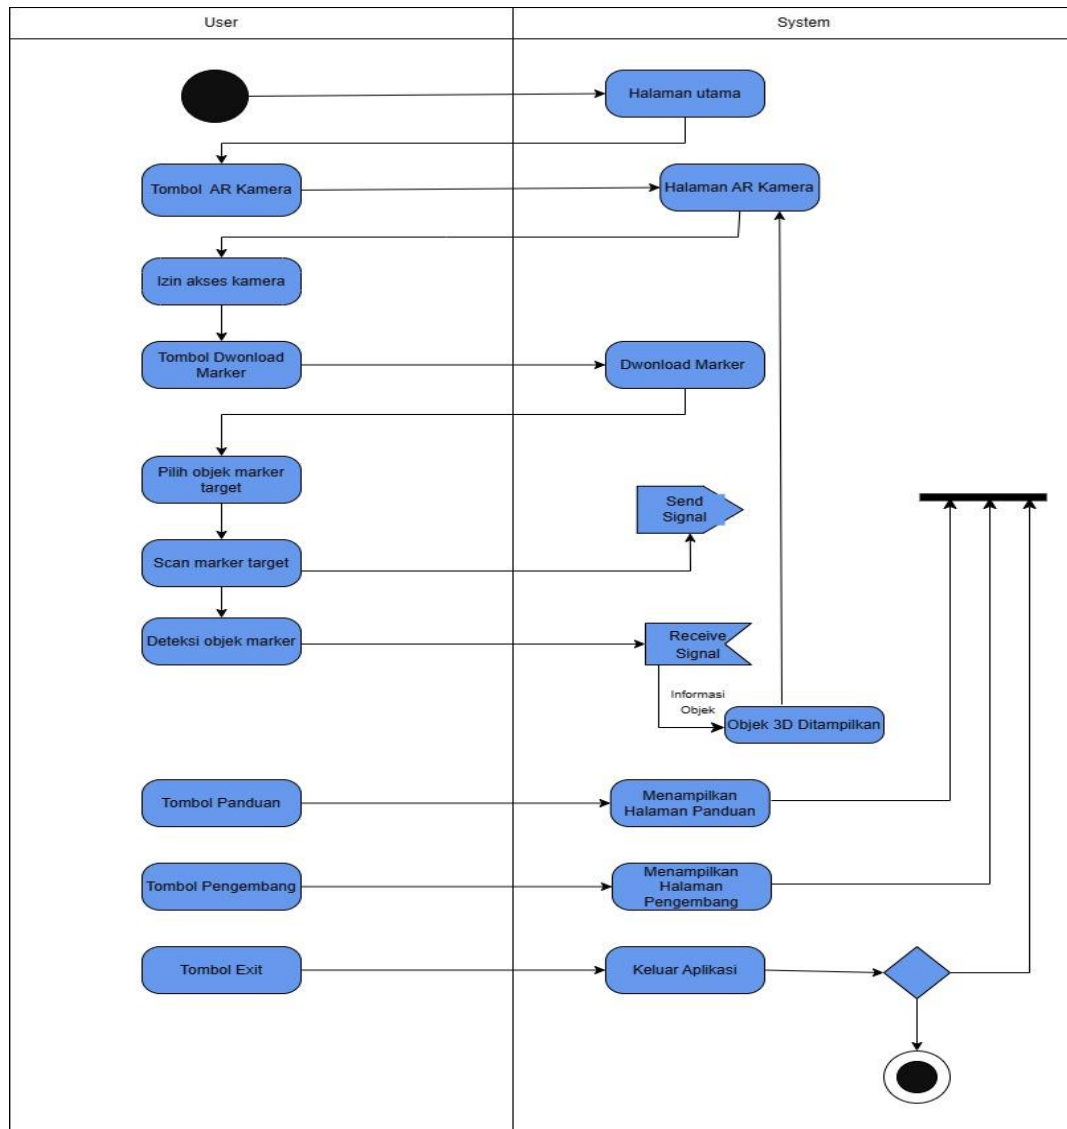 User
System
Halaman utama
Tombol AR Kamera
Halaman AR Kamera
Izin akses kamera
Tombol Dwonload
Marker
Dwonload Marker
Pilih objek marker
target
Send
Signal
Scan marker target
Deteksi objek marker
Receive
Signal
Informasi
Objek
Objek 3D Ditampilkan
Tombol Panduan
Menampilkan
Halaman Panduan
Tombol Pengembang
Menampilkan
Halaman
Pengembang
Tombol Exit
Keluar Aplikasi